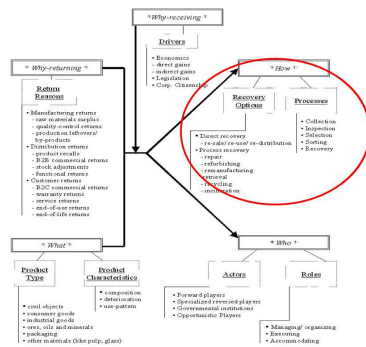 * Why-receiving *
Drivers
• Economics
- direct gains
- indirect gains
• Legislation
• Corp. Citizenship
* Why-returning *
Return
Reasons
• Manufacturing returns
- raw materials surplus
- quality-control returns
- production leftovers/
by-products
• Distribution returns
- product recalls
- B2B commercial returns
- stock adjustments
- functional returns
• Customer returns
- B2C commercial returns
- warranty returns
- service returns
- end-of-use returns
- end-of-life returns
* How *
Recovery
Options
• Direct recovery
- re-sale/ re-use/ re-distribution
• Process recovery
- repair
- refurbishing
- remanufacturing
- retrieval
- recycling
- incineration
Processes
• Collection
• Inspection
• Selection
• Sorting
• Recovery
* What *
Product
Type
• civil objects
• consumer goods
• industrial goods
• ores, oils and minerals
• packaging
• other materials (like pulp, glass)
Product
Characteristics
• composition
• deterioration
• use-pattern
* Who *
Actors
• Forward players
• Specialized reversed players
• Governmental institutions
• Opportunistic Players
Roles
• Managing/ organizing
• Executing
• Accommodating